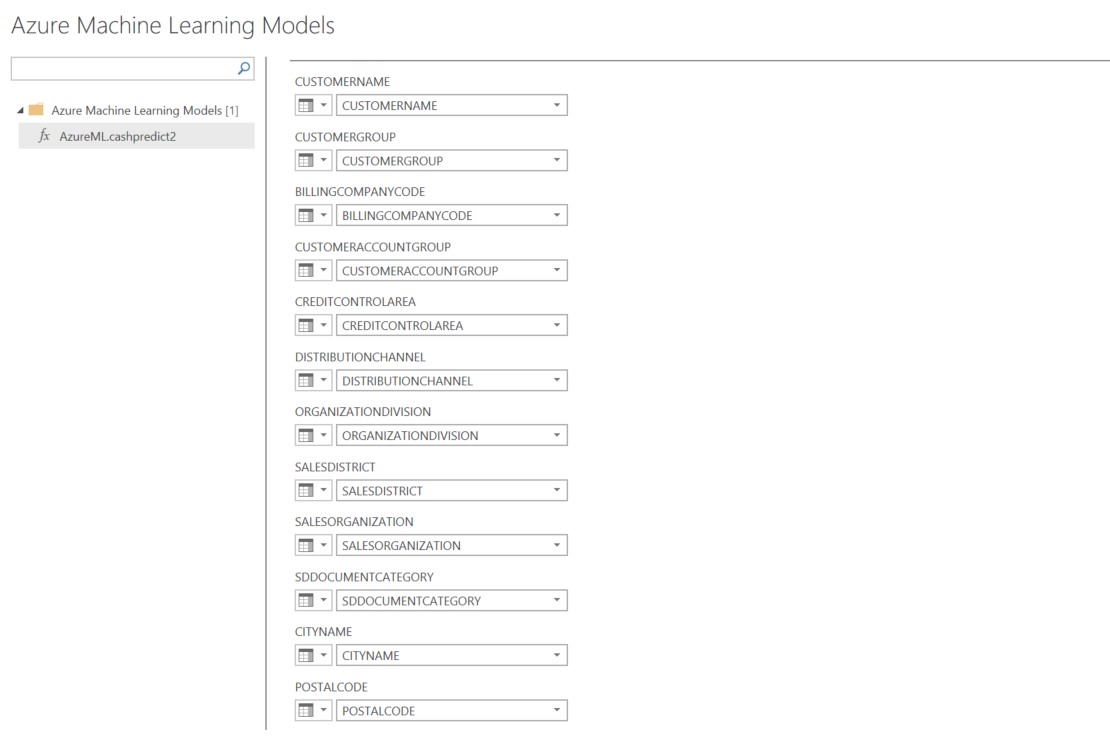 Azure Machine Learning Models
Azure Machine Learning Models [1]
fx AzureML.cashpredict2
CUSTOMERNAME
CUSTOMERNAME
CUSTOMERGROUP
CUSTOMERGROUP
BILLINGCOMPANYCODE
BILLINGCOMPANYCODE
CUSTOMERACCOUNTGROUP
CUSTOMERACCOUNTGROUP
CREDITCONTROLAREA
CREDITCONTROLAREA
DISTRIBUTIONCHANNEL
DISTRIBUTIONCHANNEL
ORGANIZATIONDIVISION
ORGANIZATIONDIVISION
SALESDISTRICT
SALESDISTRICT
SALESORGANIZATION
SALESORGANIZATION
SDDOCUMENTCATEGORY
SDDOCUMENTCATEGORY
CITYNAME
CITYNAME
POSTALCODE
POSTALCODE